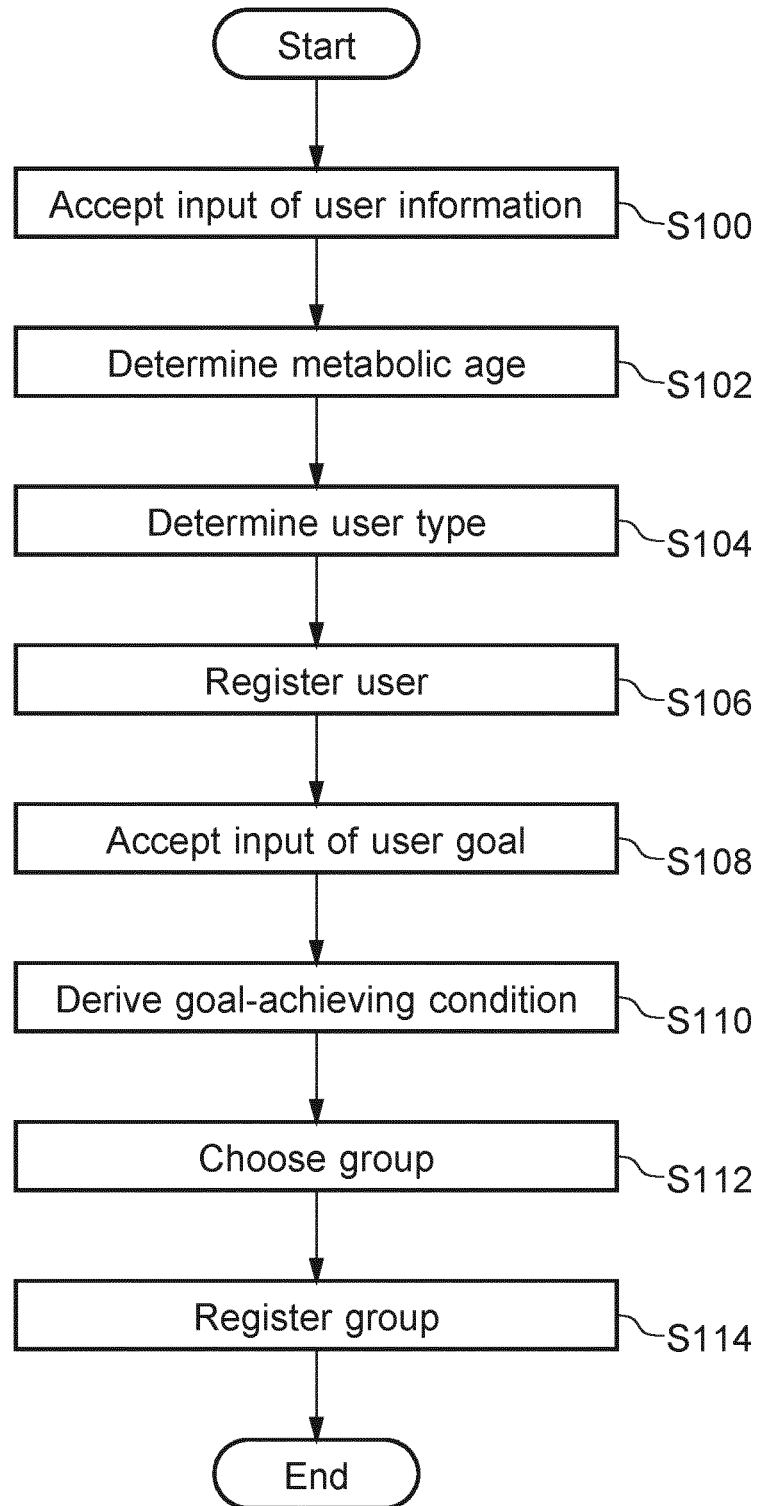 Start
Accept input of user information
S100
Determine metabolic age
S102
Determine user type
S104
Register user
S106
Accept input of user goal
S108
Derive goal-achieving condition
S110
Choose group
S112
Register group
S114
End